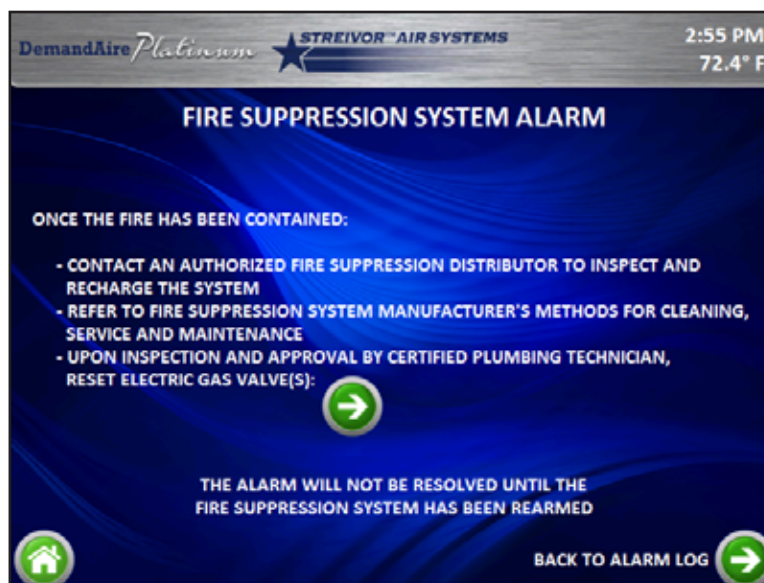 DemandAire Platinum
STREIVOR™ AIR SYSTEMS
2:55 PM
72.4° F
FIRE SUPPRESSION SYSTEM ALARM
ONCE THE FIRE HAS BEEN CONTAINED:
- CONTACT AN AUTHORIZED FIRE SUPPRESSION DISTRIBUTOR TO INSPECT AND
RECHARGE THE SYSTEM
- REFER TO FIRE SUPPRESSION SYSTEM MANUFACTURER'S METHODS FOR CLEANING,
SERVICE AND MAINTENANCE
- UPON INSPECTION AND APPROVAL BY CERTIFIED PLUMBING TECHNICIAN,
RESET ELECTRIC GAS VALVE(S):
THE ALARM WILL NOT BE RESOLVED UNTIL THE
FIRE SUPPRESSION SYSTEM HAS BEEN REARMED
BACK TO ALARM LOG